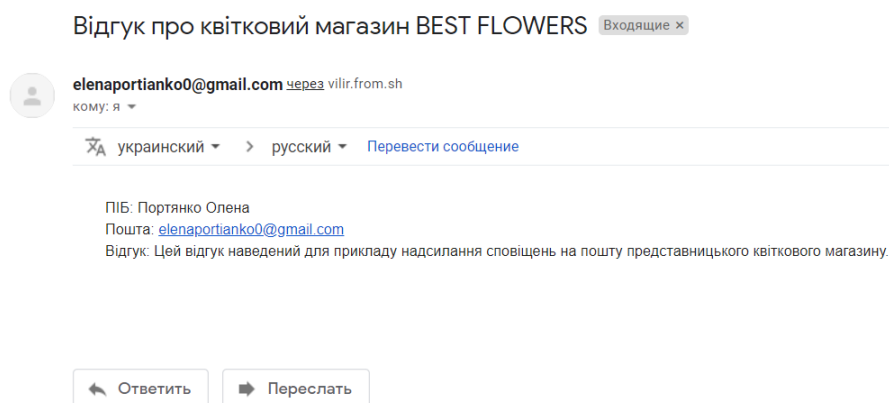 Відгук про квітковий магазин BEST FLOWERS Входящие ×
elenaportianko0@gmail.com через vilir.from.sh
кому: я
украинский > русский Перевести сообщение
ПІБ: Портянко Олена
Пошта: elenaportianko0@gmail.com
Відгук: Цей відгук наведений для прикладу надсилання сповіщень на пошту представницького квіткового магазину.
Ответить Переслать